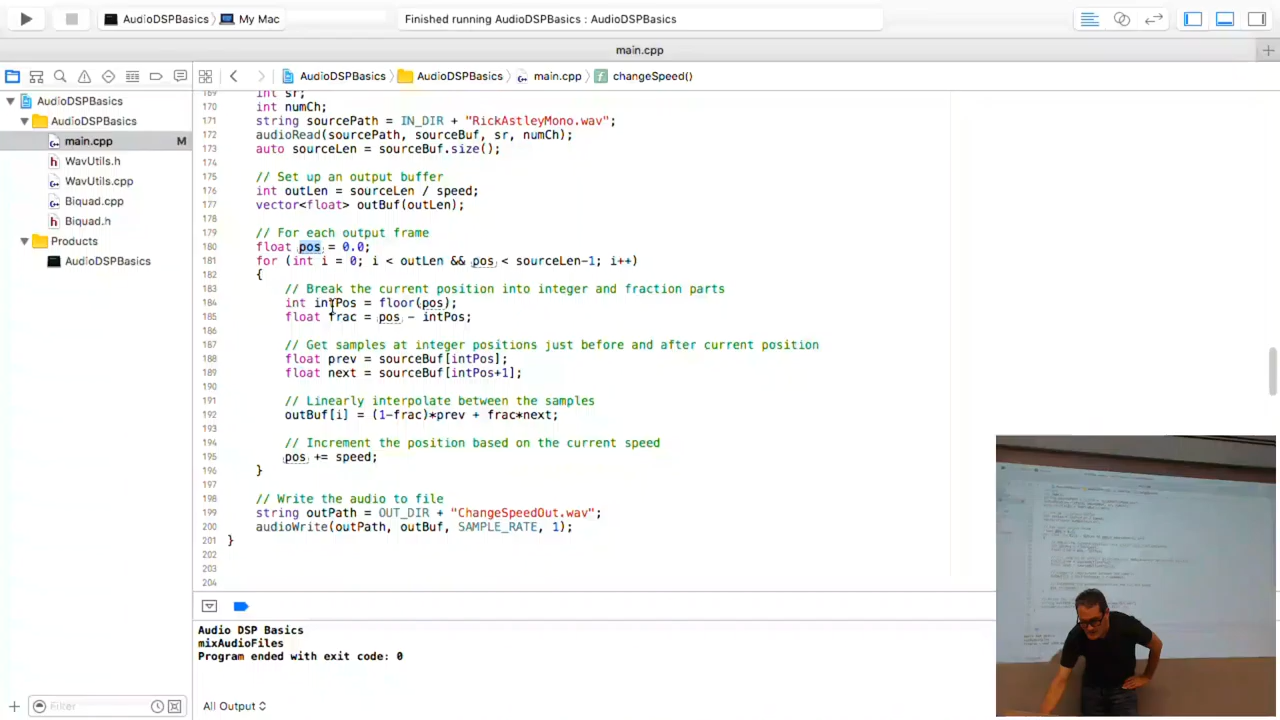 AudioDSPBasics 〉 My Mac
Finished running AudioDSPBasics : AudioDSPBasics
main.cpp
AudioDSPBasics 〉 AudioDSPBasics 〉 main.cpp 〉 changeSpeed()
AudioDSPBasics
AudioDSPBasics
main.cpp M
WavUtils.h
WavUtils.cpp
Biquad.cpp
Biquad.h
Products
AudioDSPBasics
169 int sr;
170 int numCh;
171 string sourcePath = IN_DIR + "RickAstleyMono.wav";
172 audioRead(sourcePath, sourceBuf, sr, numCh);
173 auto sourceLen = sourceBuf.size();
174
175 // Set up an output buffer
176 int outLen = sourceLen / speed;
177 vector<float> outBuf(outLen);
178
179 // For each output frame
180 float pos = 0.0;
181 for (int i = 0; i < outLen && pos < sourceLen-1; i++)
182 {
183 // Break the current position into integer and fraction parts
184 int intPos = floor(pos);
185 float frac = pos - intPos;
186
187 // Get samples at integer positions just before and after current position
188 float prev = sourceBuf[intPos];
189 float next = sourceBuf[intPos+1];
190
191 // Linearly interpolate between the samples
192 outBuf[i] = (1-frac)*prev + frac*next;
193
194 // Increment the position based on the current speed
195 pos += speed;
196 }
197
198 // Write the audio to file
199 string outPath = OUT_DIR + "ChangeSpeedOut.wav";
200 audioWrite(outPath, outBuf, SAMPLE_RATE, 1);
201 }
202
203
204
Audio DSP Basics
mixAudioFiles
Program ended with exit code: 0
Filter
All Output